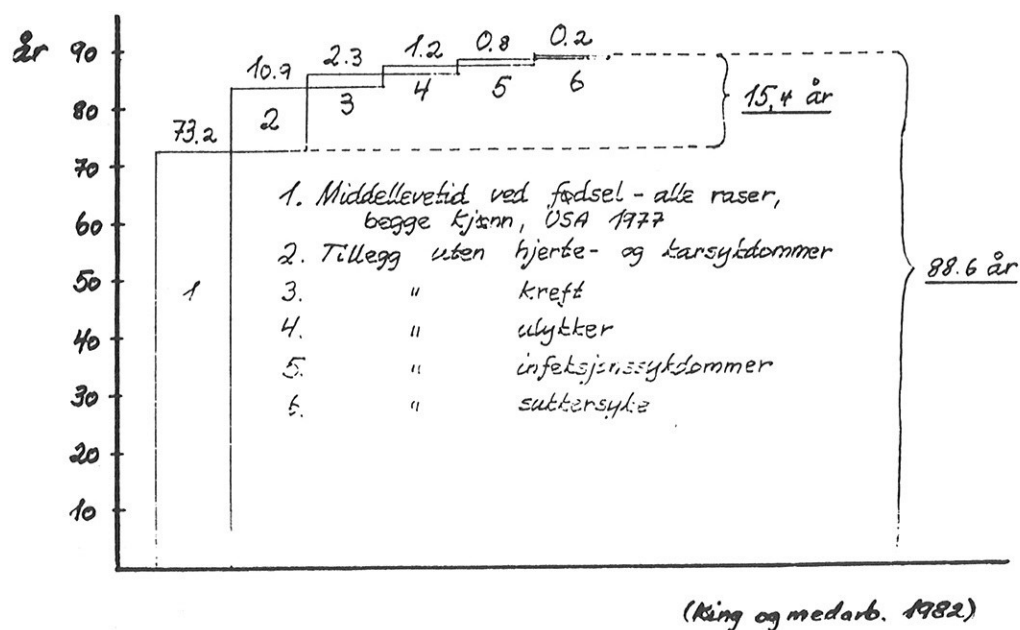 år
90
80
70
60
50
40
30
20
10
73.2
10.9
2.3
1.2
0.8
0.2
1
2
3
4
5
6
15,4 år
88.6 år
1. Middellevetid ved fødsel - alle raser,
begge kjønn, USA 1977
2. Tillegg uten hjerte- og karsykdommer
3. " kreft
4. " ulykker
5. " infeksjonssykdommer
6. " sukkersyke
(King og medarb. 1982)